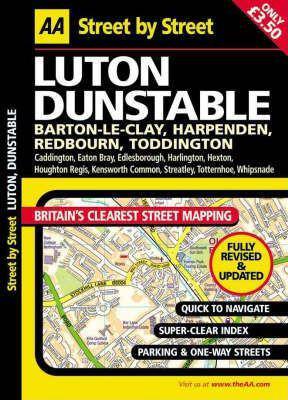 AA Street by Street
ONLY
£3.50
LUTON
DUNSTABLE
BARTON-LE-CLAY, HARPENDEN,
REDBOURN, TODDINGTON
Caddington, Eaton Bray, Edlesborough, Harlington, Hexton,
Houghton Regis, Kensworth Common, Streatley, Totternhoe, Whipsnade
BRITAIN'S CLEAREST STREET MAPPING
FULLY
REVISED
&
UPDATED
QUICK TO NAVIGATE
SUPER-CLEAR INDEX
PARKING & ONE-WAY STREETS
Visit us at www.theAA.com
Street by Street LUTON, DUNSTABLE